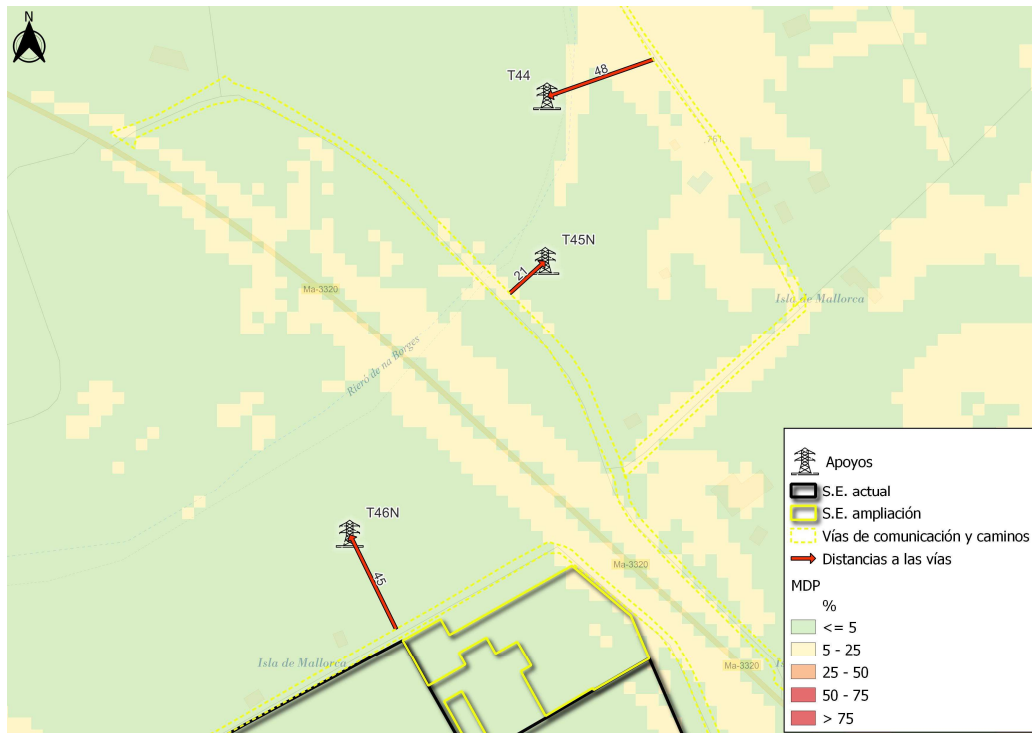 N
T44
48
761
T45N
21
Isla de Mallorca
Ma-3320
Rieró de na Borges
T46N
45
Ma-3320
Isla de Mallorca
Ma-3320
Apoyos
S.E. actual
S.E. ampliación
Vías de comunicación y caminos
Distancias a las vías
MDP
%
<= 5
5 - 25
25 - 50
50 - 75
> 75